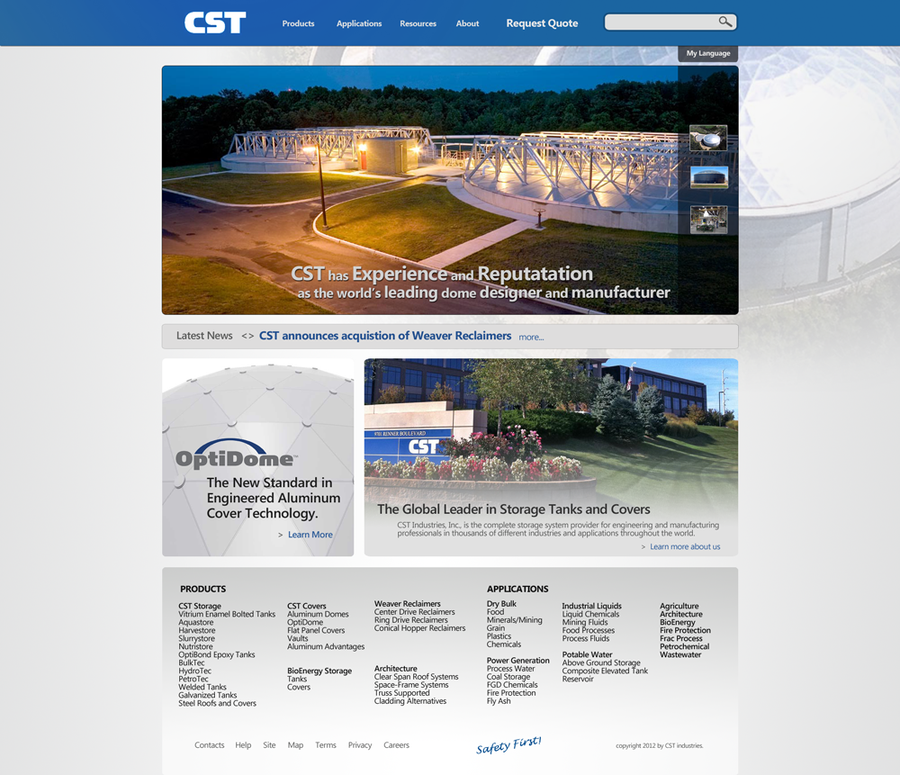 CST
Products Applications Resources About Request Quote
My Language
CST has Experience and Reputatation
as the world's leading dome designer and manufacturer
Latest News <> CST announces acquistion of Weaver Reclaimers more...
OptiDome™
The New Standard in
Engineered Aluminum
Cover Technology.
> Learn More
RENNER BOULEVARD
CST
The Global Leader in Storage Tanks and Covers
CST Industries, Inc., is the complete storage system provider for engineering and manufacturing
professionals in thousands of different industries and applications throughout the world.
> Learn more about us
PRODUCTS
CST Storage
Vitrium Enamel Bolted Tanks
Aquastore
Harvestore
Slurrystore
Nutristore
OptiBond Epoxy Tanks
BulkTec
HydroTec
PetroTec
Welded Tanks
Galvanized Tanks
Steel Roofs and Covers
CST Covers
Aluminum Domes
OptiDome
Flat Panel Covers
Vaults
Aluminum Advantages
BioEnergy Storage
Tanks
Covers
Weaver Reclaimers
Center Drive Reclaimers
Ring Drive Reclaimers
Conical Hopper Reclaimers
Architecture
Clear Span Roof Systems
Space-Frame Systems
Truss Supported
Cladding Alternatives
APPLICATIONS
Dry Bulk
Food
Minerals/Mining
Grain
Plastics
Chemicals
Power Generation
Process Water
Coal Storage
FGD Chemicals
Fire Protection
Fly Ash
Industrial Liquids
Liquid Chemicals
Mining Fluids
Food Processes
Process Fluids
Potable Water
Above Ground Storage
Composite Elevated Tank
Reservoir
Agriculture
Architecture
BioEnergy
Fire Protection
Frac Process
Petrochemical
Wastewater
Contacts Help Site Map Terms Privacy Careers
Safety First!
copyright 2012 by CST industries.